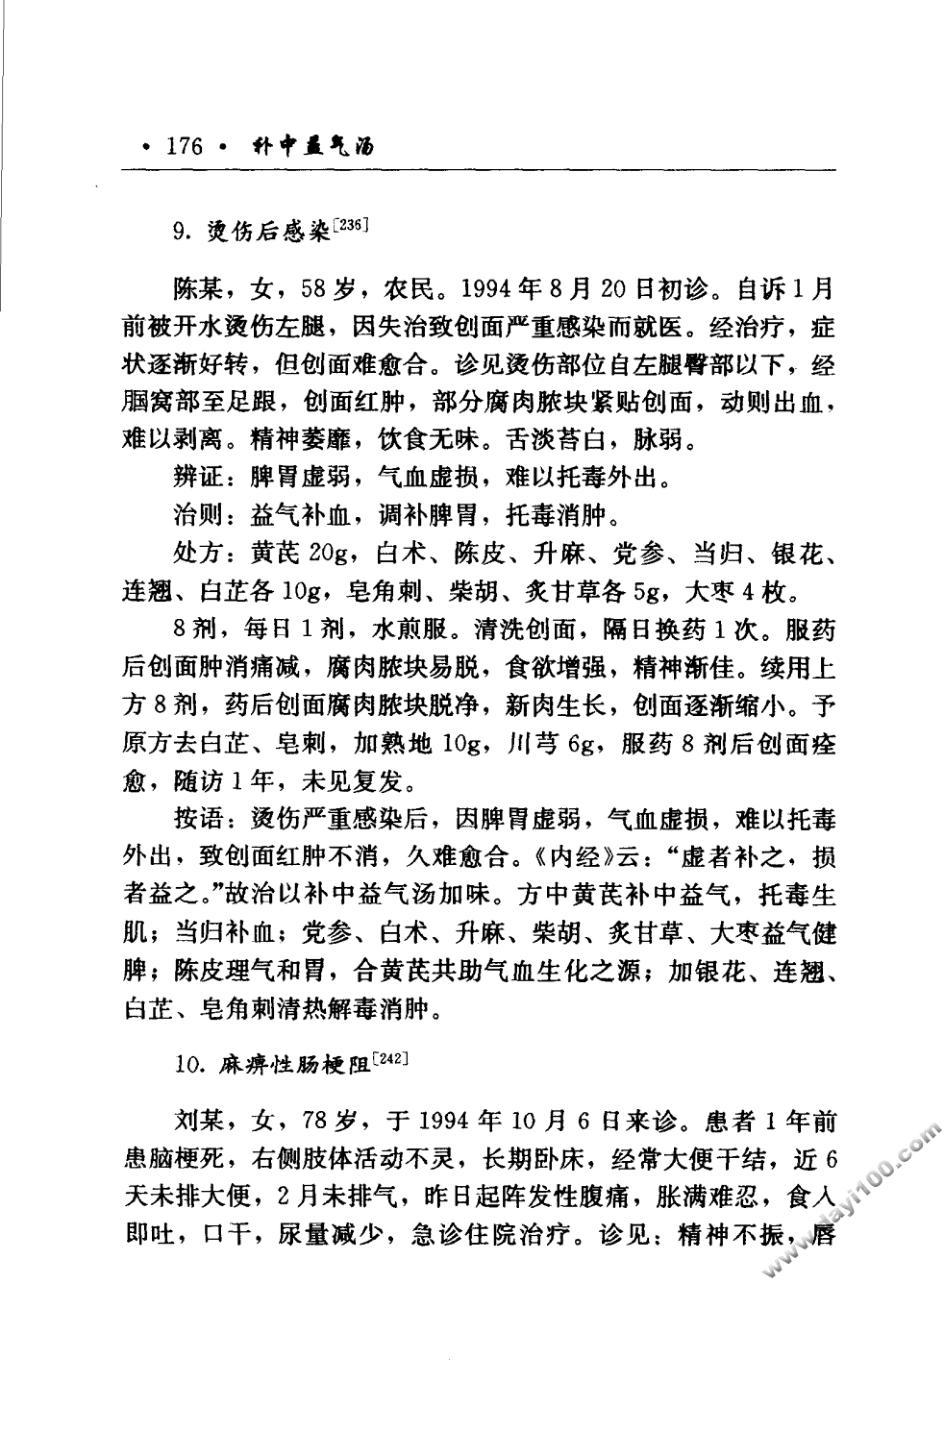 ·176· 补中益气汤
9. 烫伤后感染[236]
陈某，女，58岁，农民。1994年8月20日初诊。自诉1月
前被开水烫伤左腿，因失治致创面严重感染而就医。经治疗，症
状逐渐好转，但创面难愈合。诊见烫伤部位自左腿臀部以下，经
腘窝部至足跟，创面红肿，部分腐肉脓块紧贴创面，动则出血，
难以剥离。精神萎靡，饮食无味。舌淡苔白，脉弱。
辨证：脾胃虚弱，气血虚损，难以托毒外出。
治则：益气补血，调补脾胃，托毒消肿。
处方：黄芪20g，白术、陈皮、升麻、党参、当归、银花、
连翘、白芷各10g，皂角刺、柴胡、炙甘草各5g，大枣4枚。
8剂，每日1剂，水煎服。清洗创面，隔日换药1次。服药
后创面肿消痛减，腐肉脓块易脱，食欲增强，精神渐佳。续用上
方8剂，药后创面腐肉脓块脱净，新肉生长，创面逐渐缩小。予
原方去白芷、皂刺，加熟地10g，川芎6g，服药8剂后创面痊
愈，随访1年，未见复发。
按语：烫伤严重感染后，因脾胃虚弱，气血虚损，难以托毒
外出，致创面红肿不消，久难愈合。《内经》云：“虚者补之，损
者益之。”故治以补中益气汤加味。方中黄芪补中益气，托毒生
肌；当归补血；党参、白术、升麻、柴胡、炙甘草、大枣益气健
脾；陈皮理气和胃，合黄芪共助气血生化之源；加银花、连翘、
白芷、皂角刺清热解毒消肿。
10. 麻痹性肠梗阻[242]
刘某，女，78岁，于1994年10月6日来诊。患者1年前
患脑梗死，右侧肢体活动不灵，长期卧床，经常大便干结，近6
天未排大便，2月未排气，昨日起阵发性腹痛，胀满难忍，食入
即吐，口干，尿量减少，急诊住院治疗。诊见：精神不振，唇
www.dayi100.com